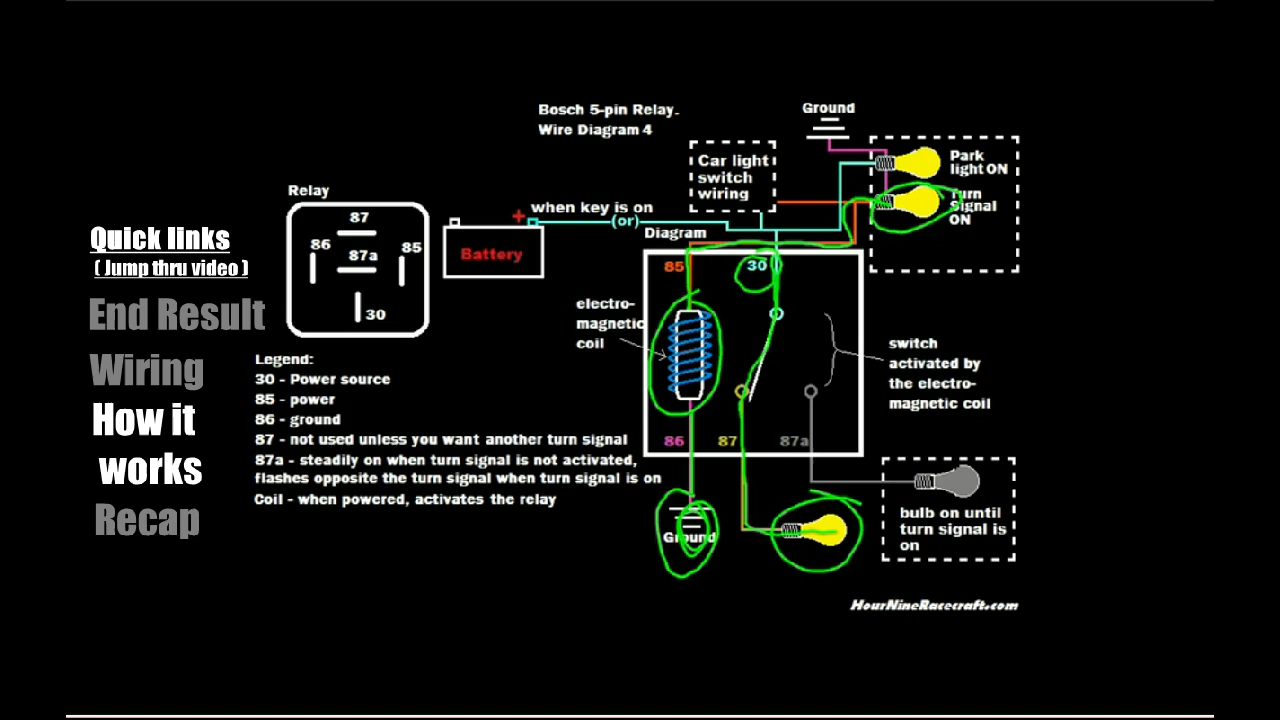 Bosch 5-pin Relay.
Wire Diagram 4
Ground
Car light
switch
wiring
Park
light ON
Turn
Signal
ON
Relay
87
86
87a
85
30
+
when key is on
(or)
Battery
Diagram
85
30
electro-
magnetic
coil
86
87
87a
switch
activated by
the electro-
magnetic coil
Ground
bulb on until
turn signal is
on
Quick links
( Jump thru video )
End Result
Wiring
How it
works
Recap
Legend:
30 - Power source
85 - power
86 - ground
87 - not used unless you want another turn signal
87a - steadily on when turn signal is not activated,
flashes opposite the turn signal when turn signal is on
Coil - when powered, activates the relay
HourNineRacecraft.com